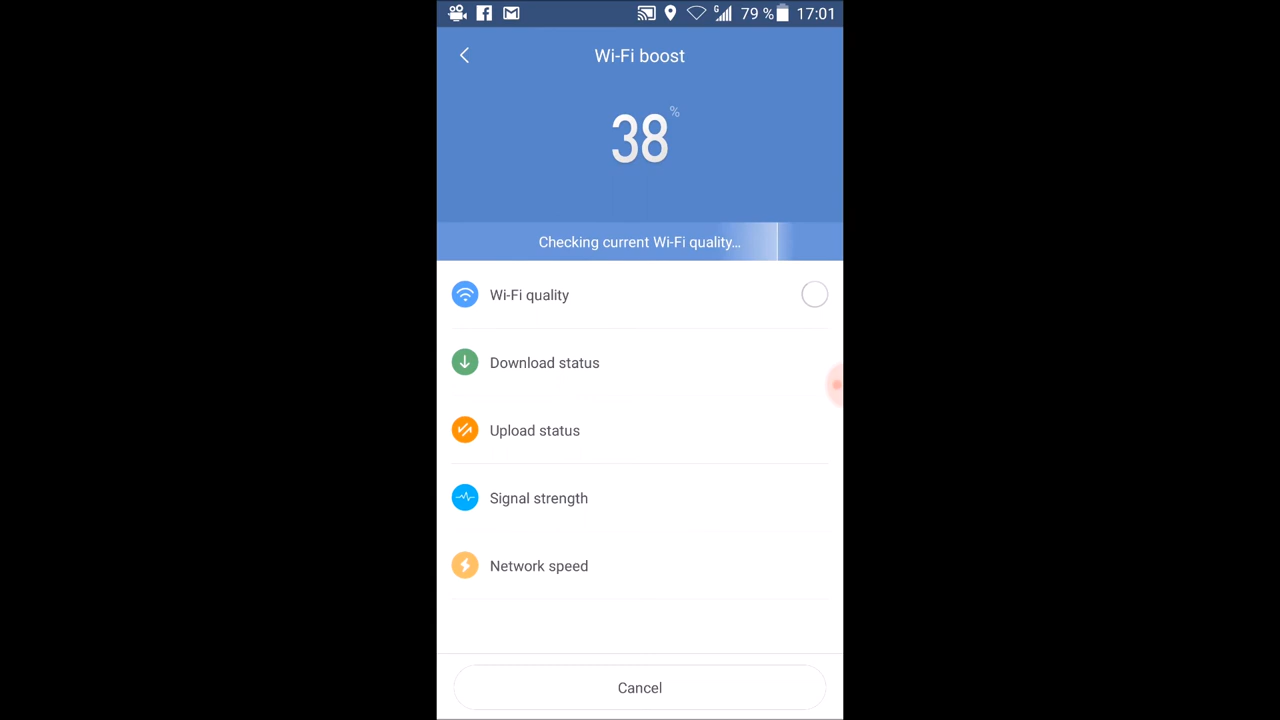 79 % 17:01
Wi-Fi boost
38 %
Checking current Wi-Fi quality...
Wi-Fi quality
Download status
Upload status
Signal strength
Network speed
Cancel